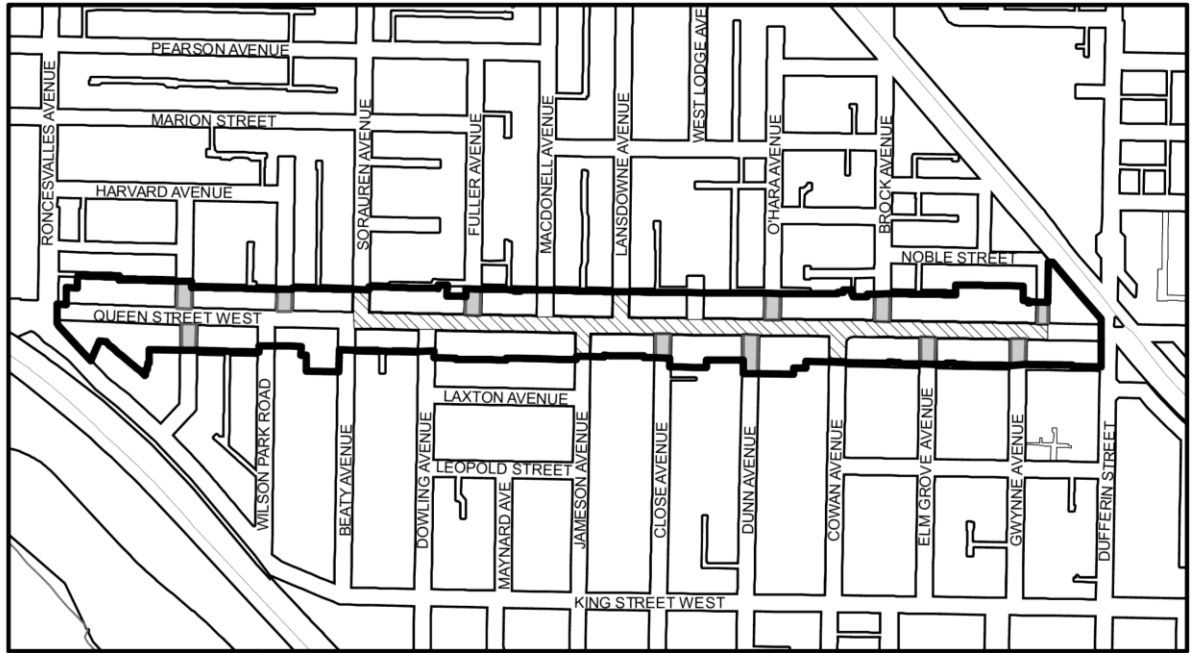 PEARSON AVENUE
RONCESVALLES AVENUE
MARION STREET
HARVARD AVENUE
SORAUREN AVENUE
FULLER AVENUE
MACDONELL AVENUE
LANSDOWNE AVENUE
WEST LODGE AVE
O'HARA AVENUE
BROCK AVENUE
NOBLE STREET
QUEEN STREET WEST
WILSON PARK ROAD
BEATY AVENUE
DOWLING AVENUE
LAXTON AVENUE
LEOPOLD STREET
MAYNARD AVE
JAMESON AVENUE
CLOSE AVENUE
DUNN AVENUE
COWAN AVENUE
ELM GROVE AVENUE
GWYNNE AVENUE
DUFFERIN STREET
KING STREET WEST